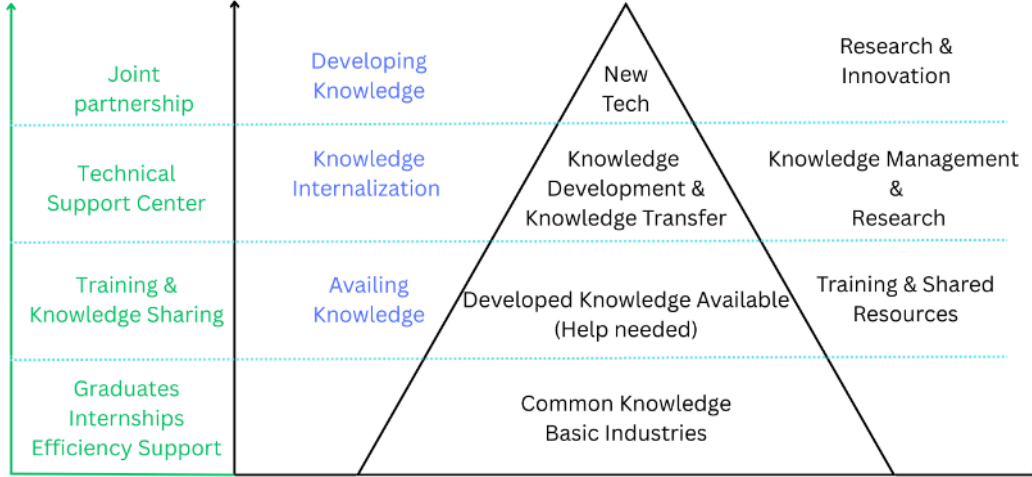 Joint
partnership
Developing
Knowledge
New
Tech
Research &
Innovation
Technical
Support Center
Knowledge
Internalization
Knowledge
Development &
Knowledge Transfer
Knowledge Management
&
Research
Training &
Knowledge Sharing
Availing
Knowledge
Developed Knowledge Available
(Help needed)
Training & Shared
Resources
Graduates
Internships
Efficiency Support
Common Knowledge
Basic Industries